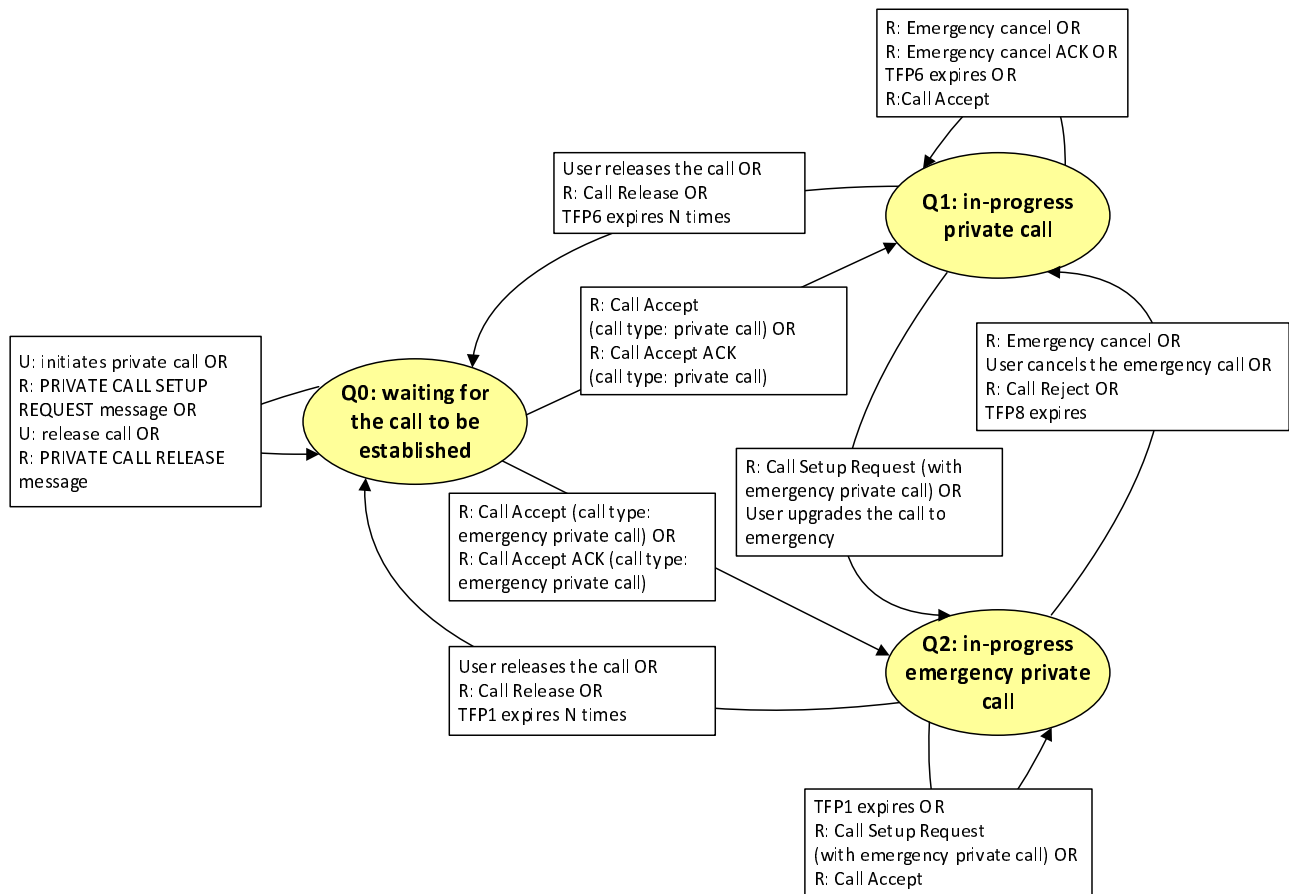 R: Emergency cancel OR
R: Emergency cancel ACK OR
TFP6 expires OR
R:Call Accept
User releases the call OR
R: Call Release OR
TFP6 expires N times
Q1: in-progress
private call
R: Call Accept
(call type: private call) OR
R: Call Accept ACK
(call type: private call)
R: Emergency cancel OR
User cancels the emergency call OR
R: Call Reject OR
TFP8 expires
U: initiates private call OR
R: PRIVATE CALL SETUP
REQUEST message OR
U: release call OR
R: PRIVATE CALL RELEASE
message
Q0: waiting for
the call to be
established
R: Call Setup Request (with
emergency private call) OR
User upgrades the call to
emergency
R: Call Accept (call type:
emergency private call) OR
R: Call Accept ACK (call type:
emergency private call)
Q2: in-progress
emergency private
call
User releases the call OR
R: Call Release OR
TFP1 expires N times
TFP1 expires OR
R: Call Setup Request
(with emergency private call) OR
R: Call Accept